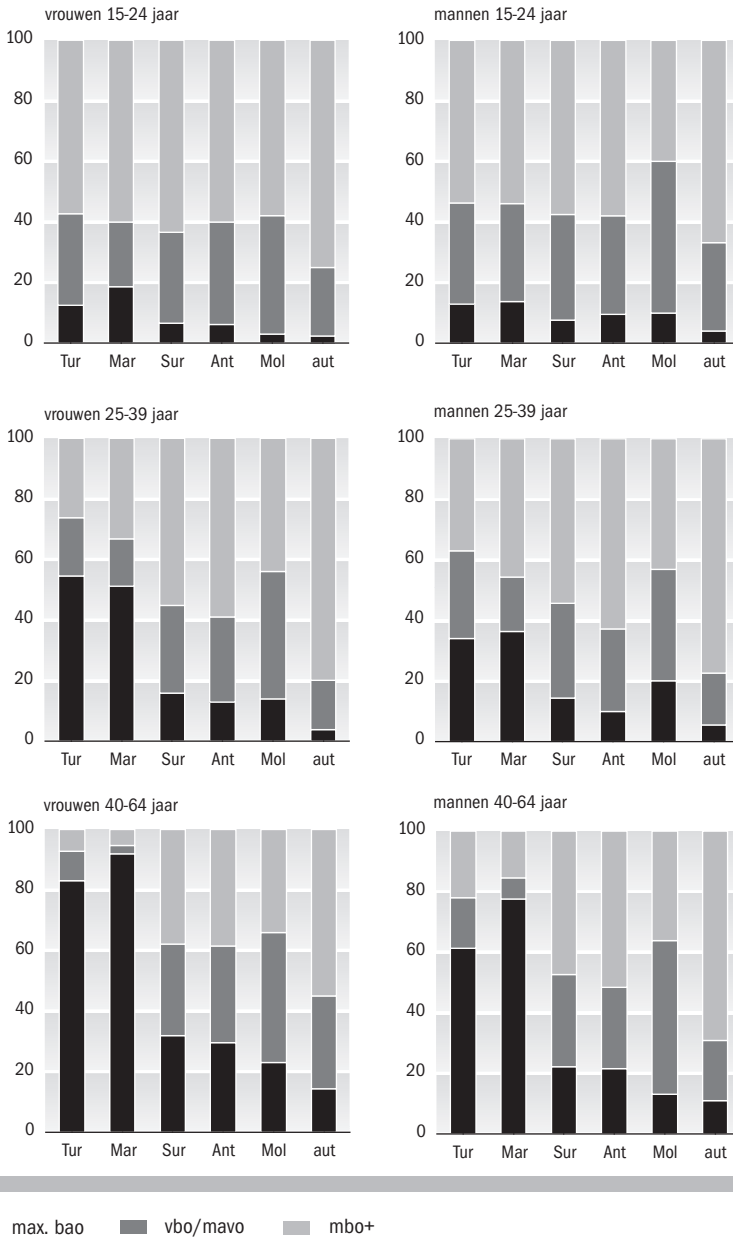 vrouwen 15-24 jaar
100
80
60
40
20
0
Tur Mar Sur Ant Mol aut
mannen 15-24 jaar
100
80
60
40
20
0
Tur Mar Sur Ant Mol aut
vrouwen 25-39 jaar
100
80
60
40
20
0
Tur Mar Sur Ant Mol aut
mannen 25-39 jaar
100
80
60
40
20
0
Tur Mar Sur Ant Mol aut
vrouwen 40-64 jaar
100
80
60
40
20
0
Tur Mar Sur Ant Mol aut
mannen 40-64 jaar
100
80
60
40
20
0
Tur Mar Sur Ant Mol aut
max. bao vbo/mavo mbo+